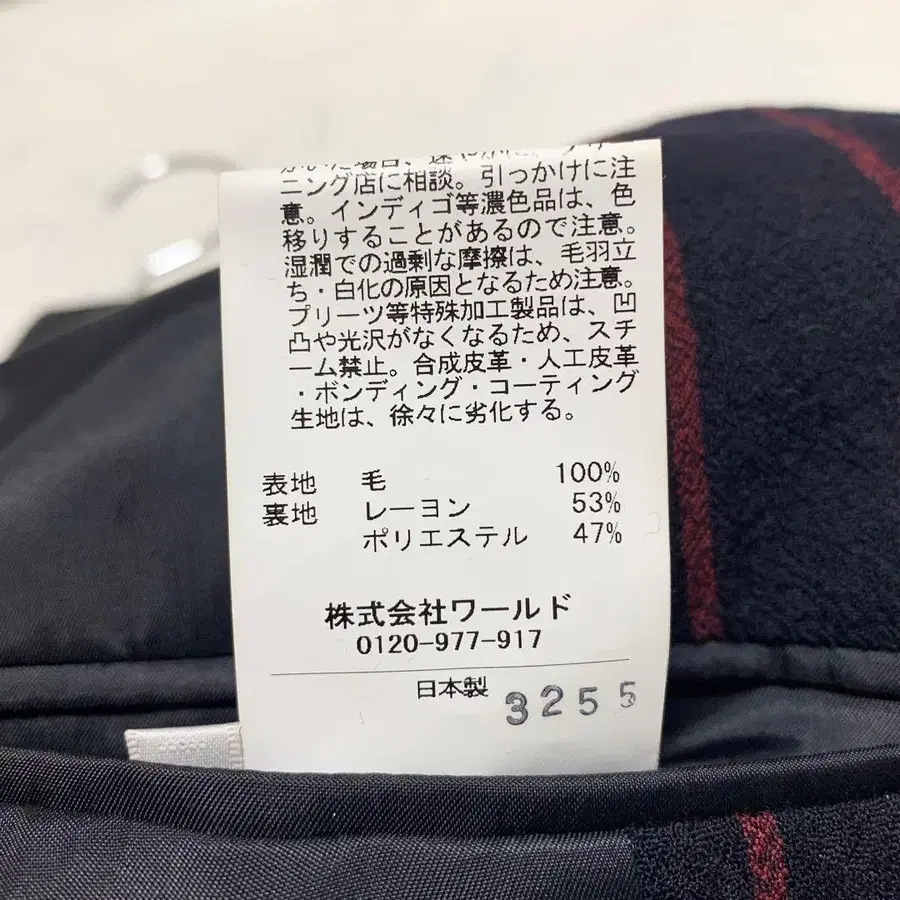 ニング店に相談。引っかけに注
意。インディゴ等濃色品は、色
移りすることがあるので注意。
湿潤での過剰な摩擦は、毛羽立
ち・白化の原因となるため注意。
プリーツ等特殊加工製品は、凹
凸や光沢がなくなるため、スチ
ーム禁止。合成皮革・人工皮革
・ボンディング・コーティング
生地は、徐々に劣化する。
表地 毛 100%
裏地 レーヨン 53%
ポリエステル 47%
株式会社ワールド
0120-977-917
日本製 3255